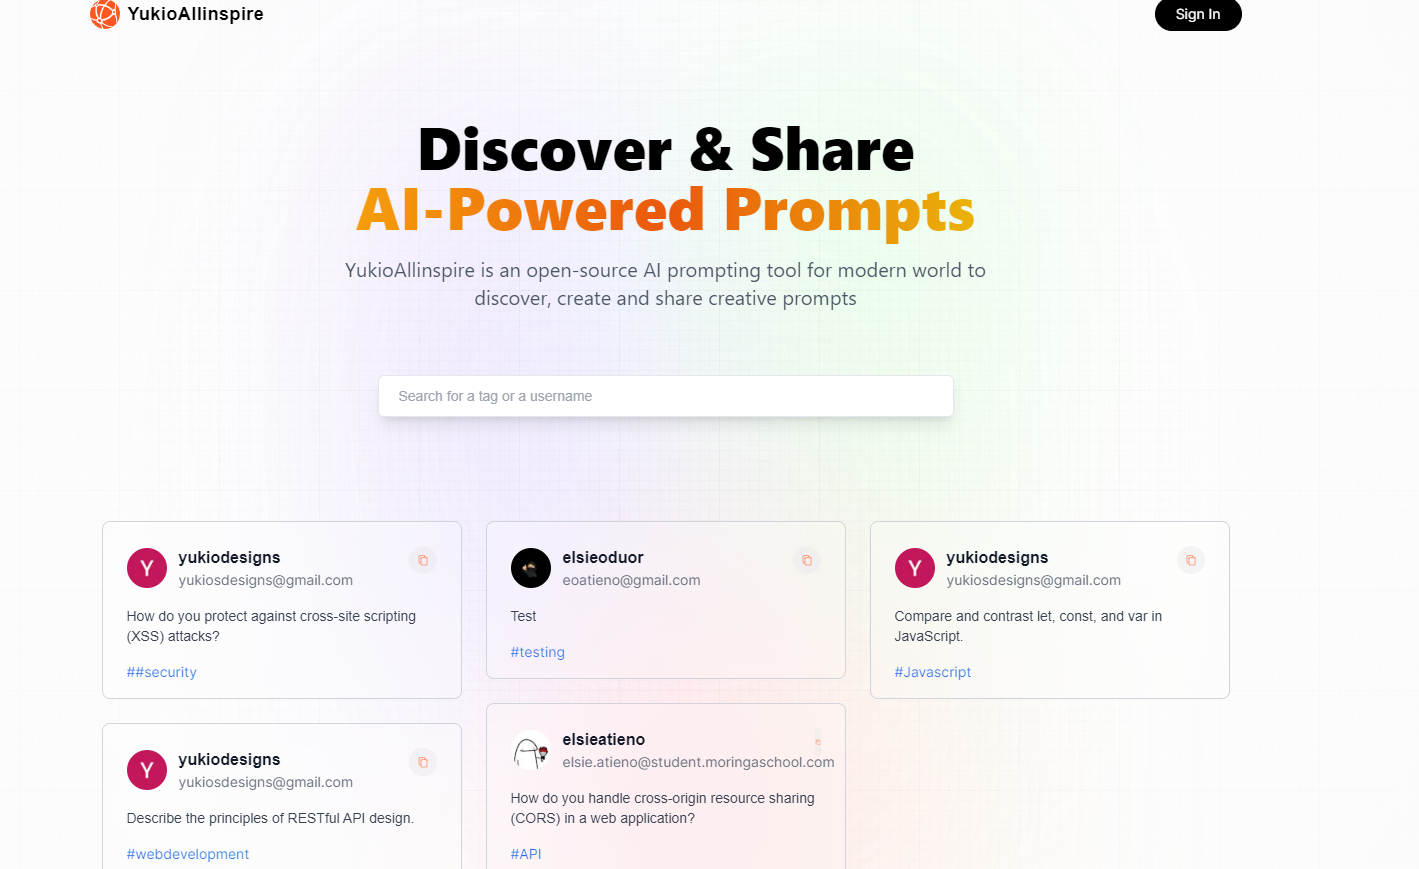 YukioAllinspire
Sign In
Discover & Share
AI-Powered Prompts
YukioAllinspire is an open-source AI prompting tool for modern world to
discover, create and share creative prompts
Search for a tag or a username
Y
yukiodesigns
yukiosdesigns@gmail.com
How do you protect against cross-site scripting
(XSS) attacks?
##security
elsieoduor
eoatieno@gmail.com
Test
#testing
Y
yukiodesigns
yukiosdesigns@gmail.com
Compare and contrast let, const, and var in
JavaScript.
#Javascript
Y
yukiodesigns
yukiosdesigns@gmail.com
Describe the principles of RESTful API design.
#webdevelopment
elsieatieno
elsie.atieno@student.moringaschool.com
How do you handle cross-origin resource sharing
(CORS) in a web application?
#API